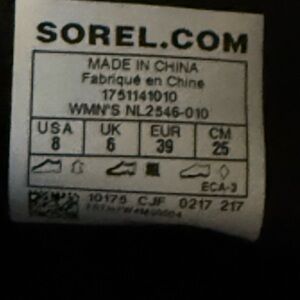 SOREL.COM
MADE IN CHINA
Fabriqué en Chine
1751141010
WMN'S NL2546-010
USA UK EUR CM
8 6 39 25
ECA-3
10175 CJF 0217 217